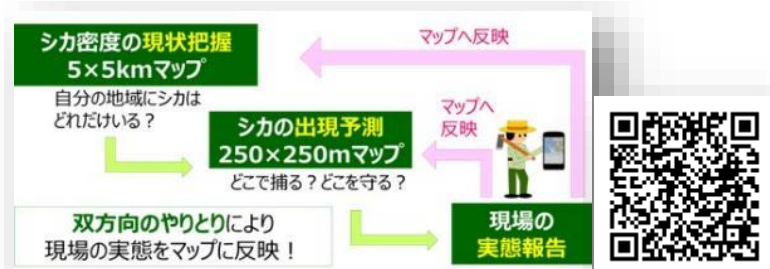 シカ密度の現状把握
5×5kmマップ
自分の地域にシカは
どれだけいる？
マップへ反映
シカの出現予測
250×250mマップ
どこで捕る？どこを守る？
マップへ
反映
双方向のやりとりにより
現場の実態をマップに反映！
現場の
実態報告